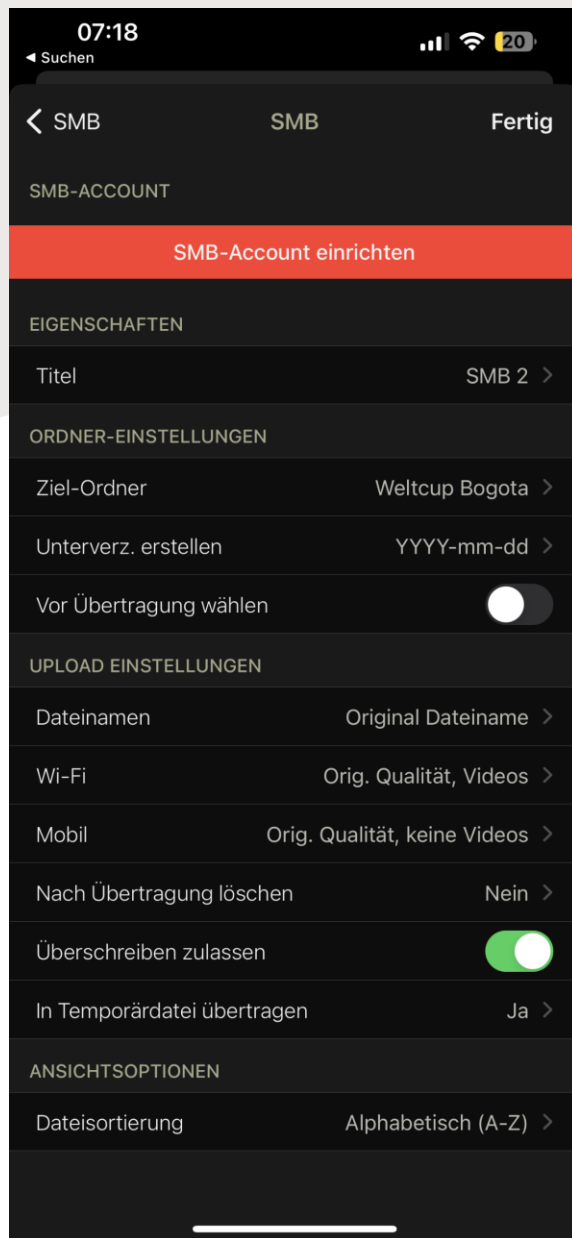 07:18
20
Suchen
SMB SMB Fertig
SMB-ACCOUNT
SMB-Account einrichten
EIGENSCHAFTEN
Titel SMB 2
ORDNER-EINSTELLUNGEN
Ziel-Ordner Weltcup Bogota
Unterverz. erstellen YYYY-mm-dd
Vor Übertragung wählen
UPLOAD EINSTELLUNGEN
Dateinamen Original Dateiname
Wi-Fi Orig. Qualität, Videos
Mobil Orig. Qualität, keine Videos
Nach Übertragung löschen Nein
Überschreiben zulassen
In Temporärdatei übertragen Ja
ANSICHTSOPTIONEN
Dateisortierung Alphabetisch (A-Z)